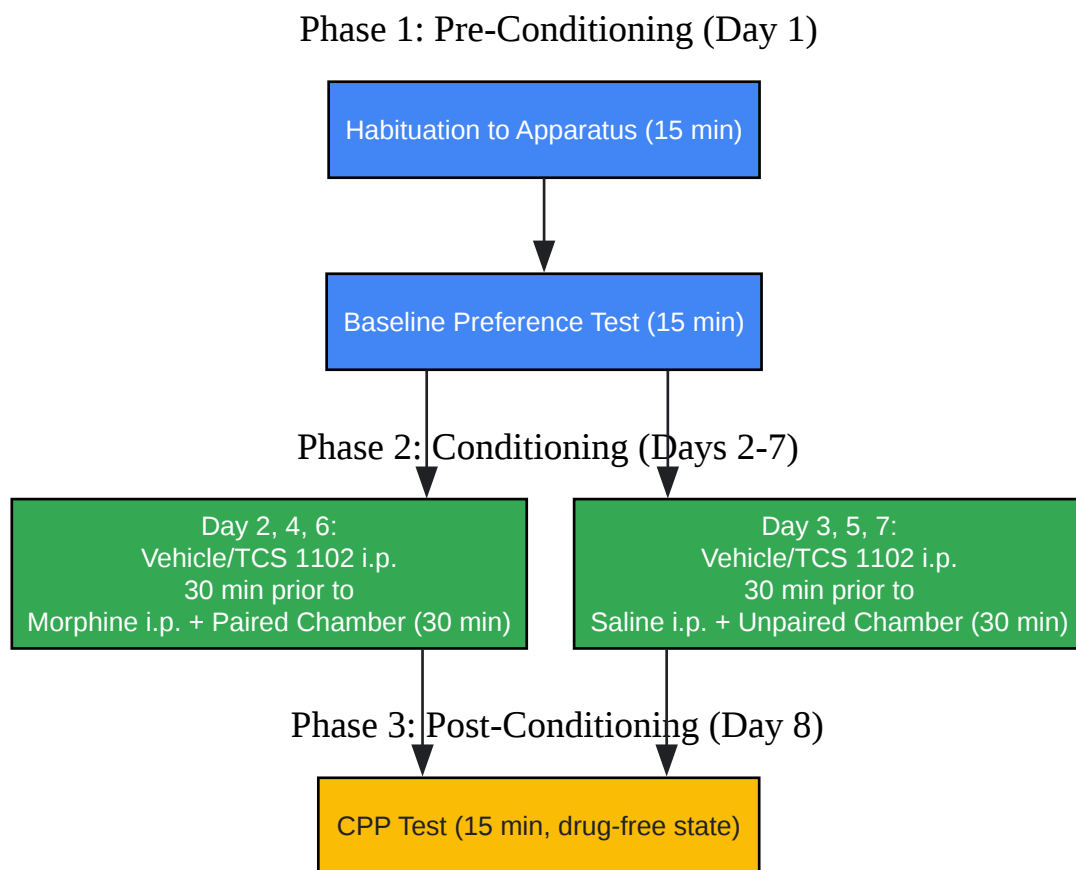 Phase 1: Pre-Conditioning (Day 1)
Habituation to Apparatus (15 min)
Baseline Preference Test (15 min)
Phase 2: Conditioning (Days 2-7)
Day 2, 4, 6:
Vehicle/TCS 1102 i.p.
30 min prior to
Morphine i.p. + Paired Chamber (30 min)
Day 3, 5, 7:
Vehicle/TCS 1102 i.p.
30 min prior to
Saline i.p. + Unpaired Chamber (30 min)
Phase 3: Post-Conditioning (Day 8)
CPP Test (15 min, drug-free state)